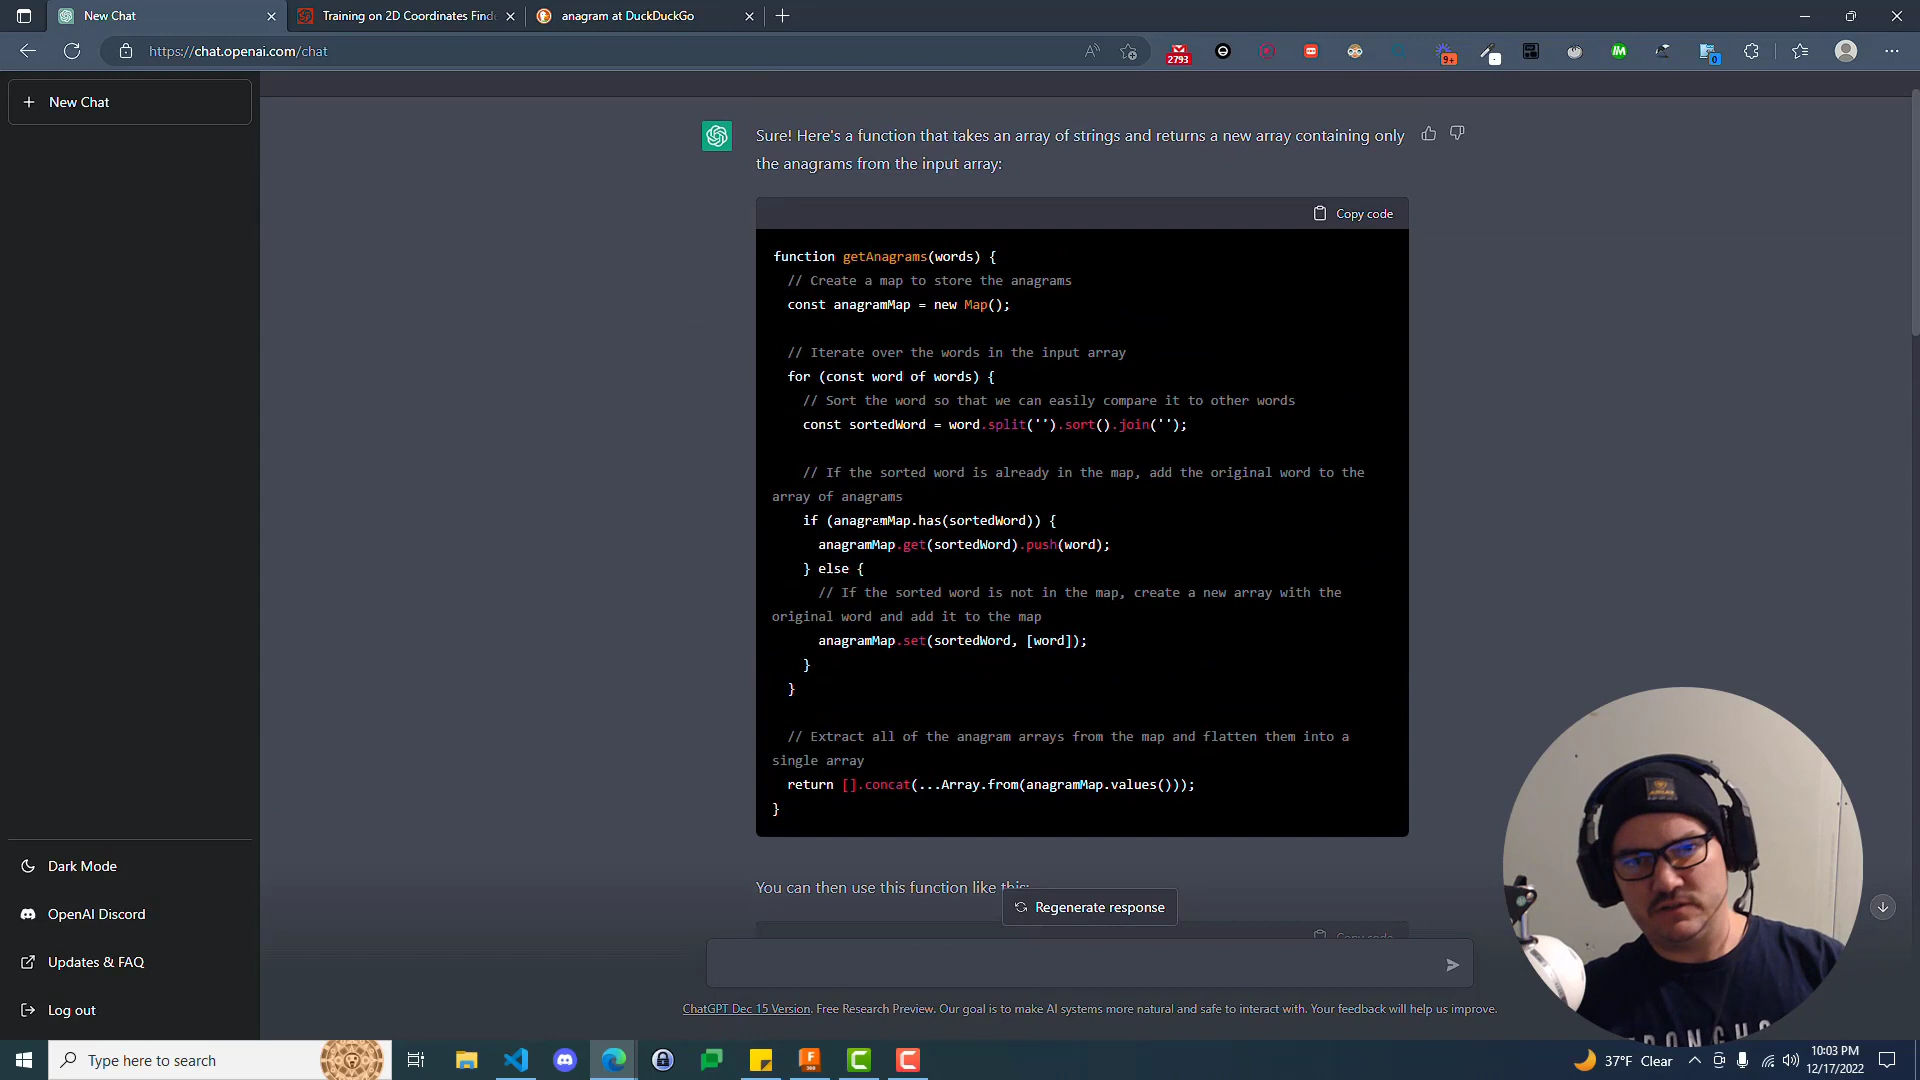 New Chat
Training on 2D Coordinates Find
anagram at DuckDuckGo
https://chat.openai.com/chat
2793
9+
0
New Chat
Sure! Here's a function that takes an array of strings and returns a new array containing only
the anagrams from the input array:
Copy code
function getAnagrams(words) {
// Create a map to store the anagrams
const anagramMap = new Map();
// Iterate over the words in the input array
for (const word of words) {
// Sort the word so that we can easily compare it to other words
const sortedWord = word.split('').sort().join('');
// If the sorted word is already in the map, add the original word to the
array of anagrams
if (anagramMap.has(sortedWord)) {
anagramMap.get(sortedWord).push(word);
} else {
// If the sorted word is not in the map, create a new array with the
original word and add it to the map
anagramMap.set(sortedWord, [word]);
}
}
// Extract all of the anagram arrays from the map and flatten them into a
single array
return [].concat(...Array.from(anagramMap.values()));
}
You can then use this function like this:
Regenerate response
Copy code
Dark Mode
OpenAI Discord
Updates & FAQ
Log out
ChatGPT Dec 15 Version. Free Research Preview. Our goal is to make AI systems more natural and safe to interact with. Your feedback will help us improve.
Type here to search
37°F Clear
10:03 PM
12/17/2022